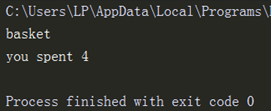 C:\Users\LP\AppData\Local\Programs\
basket
you spent 4
Process finished with exit code 0